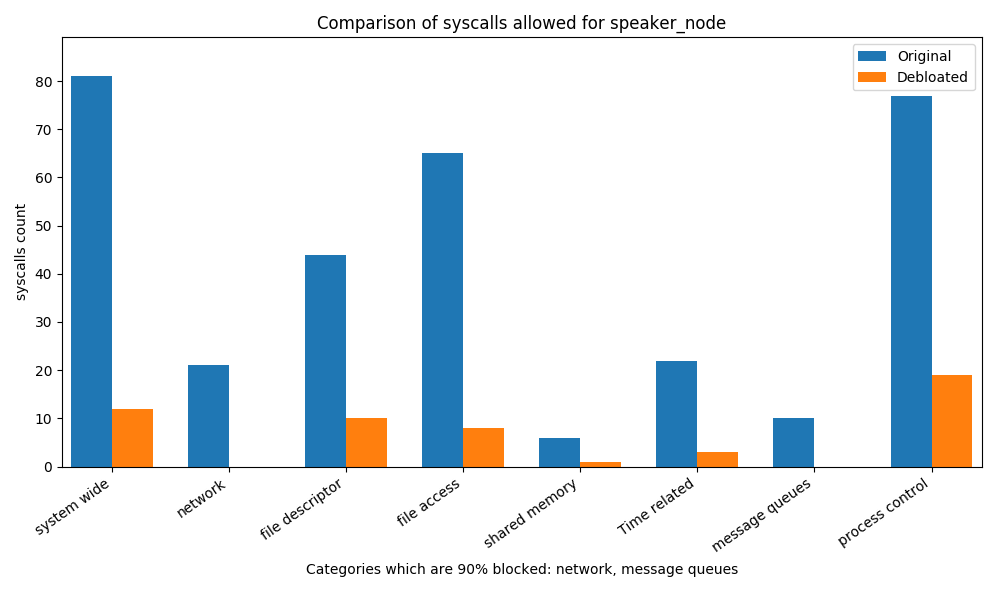 Comparison of syscalls allowed for speaker_node
Original
Debloated
syscalls count
80
70
60
50
40
30
20
10
0
system wide
network
file descriptor
file access
shared memory
Time related
message queues
process control
Categories which are 90% blocked: network, message queues